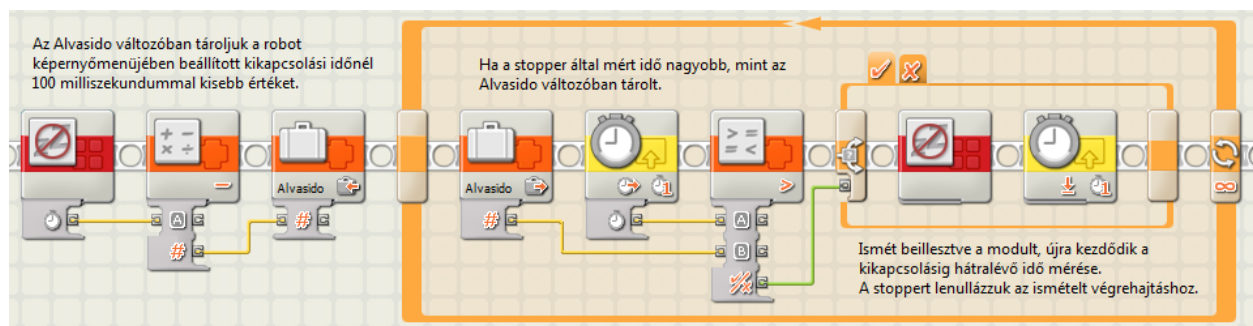 Az Alvasido változóban tároljuk a robot
képernyőmenüjében beállított kikapcsolási időnél
100 milliszekundummal kisebb értéket.
Ha a stopper által mért idő nagyobb, mint az
Alvasido változóban tárolt.
Alvasido
Alvasido
1
1
A
#
#
#
A
B
Ismét beillesztve a modult, újra kezdődik a
kikapcsolásig hátralévő idő mérése.
A stoppert lenullázzuk az ismételt végrehajtáshoz.